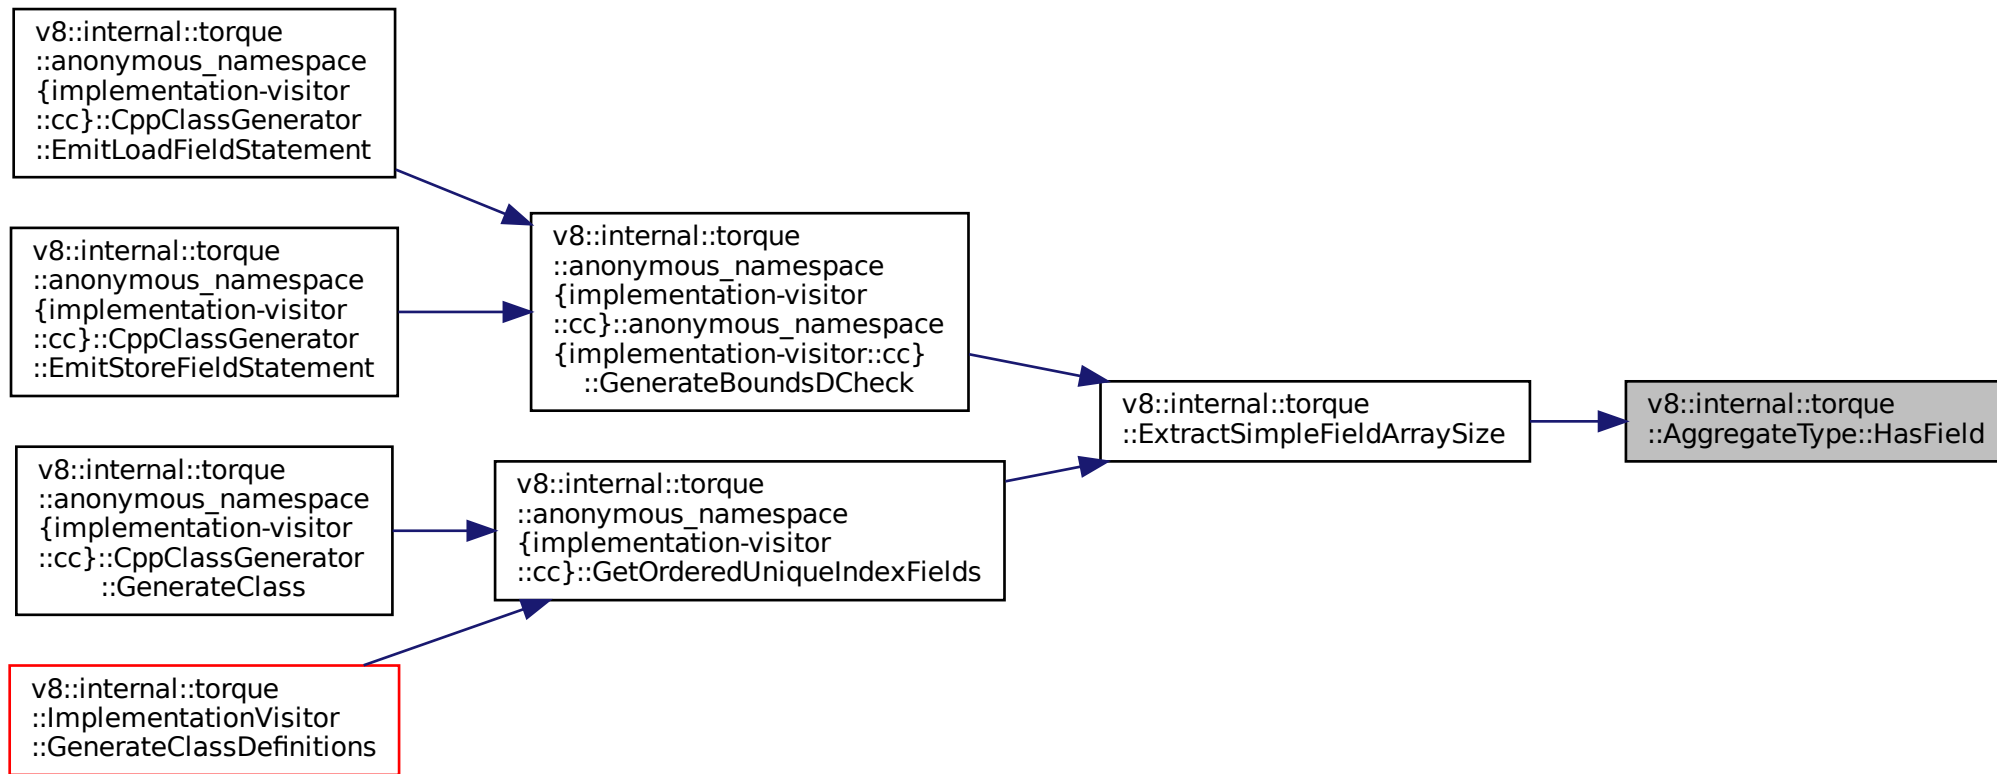 v8::internal::torque
::anonymous_namespace
{implementation-visitor
::cc}::CppClassGenerator
::EmitLoadFieldStatement
v8::internal::torque
::anonymous_namespace
{implementation-visitor
::cc}::CppClassGenerator
::EmitStoreFieldStatement
v8::internal::torque
::anonymous_namespace
{implementation-visitor
::cc}::CppClassGenerator
::GenerateClass
v8::internal::torque
::ImplementationVisitor
::GenerateClassDefinitions
v8::internal::torque
::anonymous_namespace
{implementation-visitor
::cc}::anonymous_namespace
{implementation-visitor::cc}
::GenerateBoundsDCheck
v8::internal::torque
::anonymous_namespace
{implementation-visitor
::cc}::GetOrderedUniqueIndexFields
v8::internal::torque
::ExtractSimpleFieldArraySize
v8::internal::torque
::AggregateType::HasField